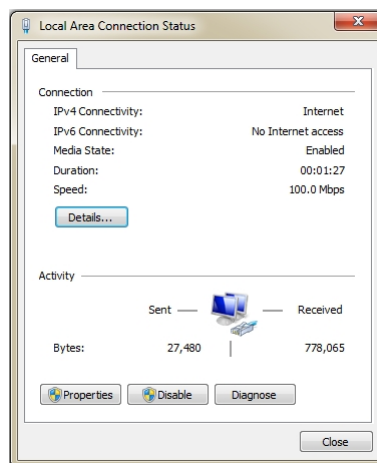 Local Area Connection Status
General
Connection
IPv4 Connectivity: Internet
IPv6 Connectivity: No Internet access
Media State: Enabled
Duration: 00:01:27
Speed: 100.0 Mbps
Details...
Activity
Sent Received
Bytes: 27,480 778,065
Properties Disable Diagnose
Close